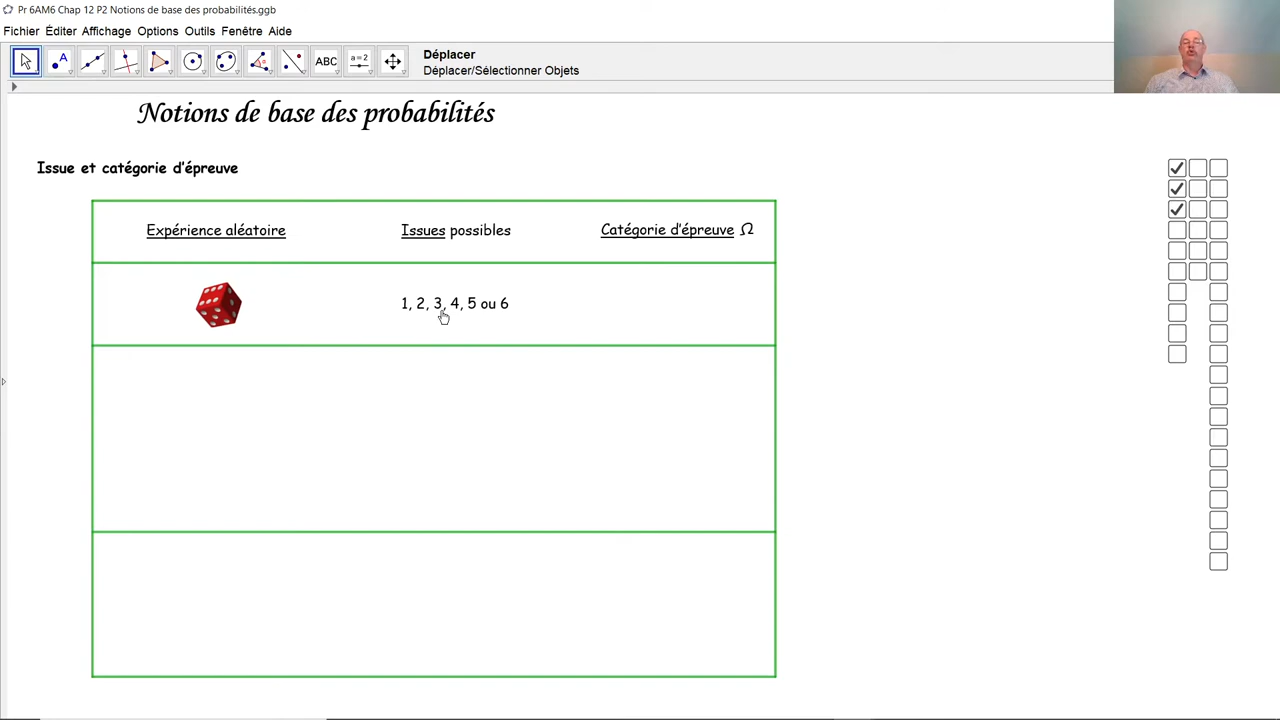 Pr 6AM6 Chap 12 P2 Notions de base des probabilités.ggb
Fichier Éditer Affichage Options Outils Fenêtre Aide
A
α
ABC
a=2
Déplacer
Déplacer/Sélectionner Objets
Notions de base des probabilités
Issue et catégorie d'épreuve
Expérience aléatoire Issues possibles Catégorie d'épreuve Ω
1, 2, 3, 4, 5 ou 6